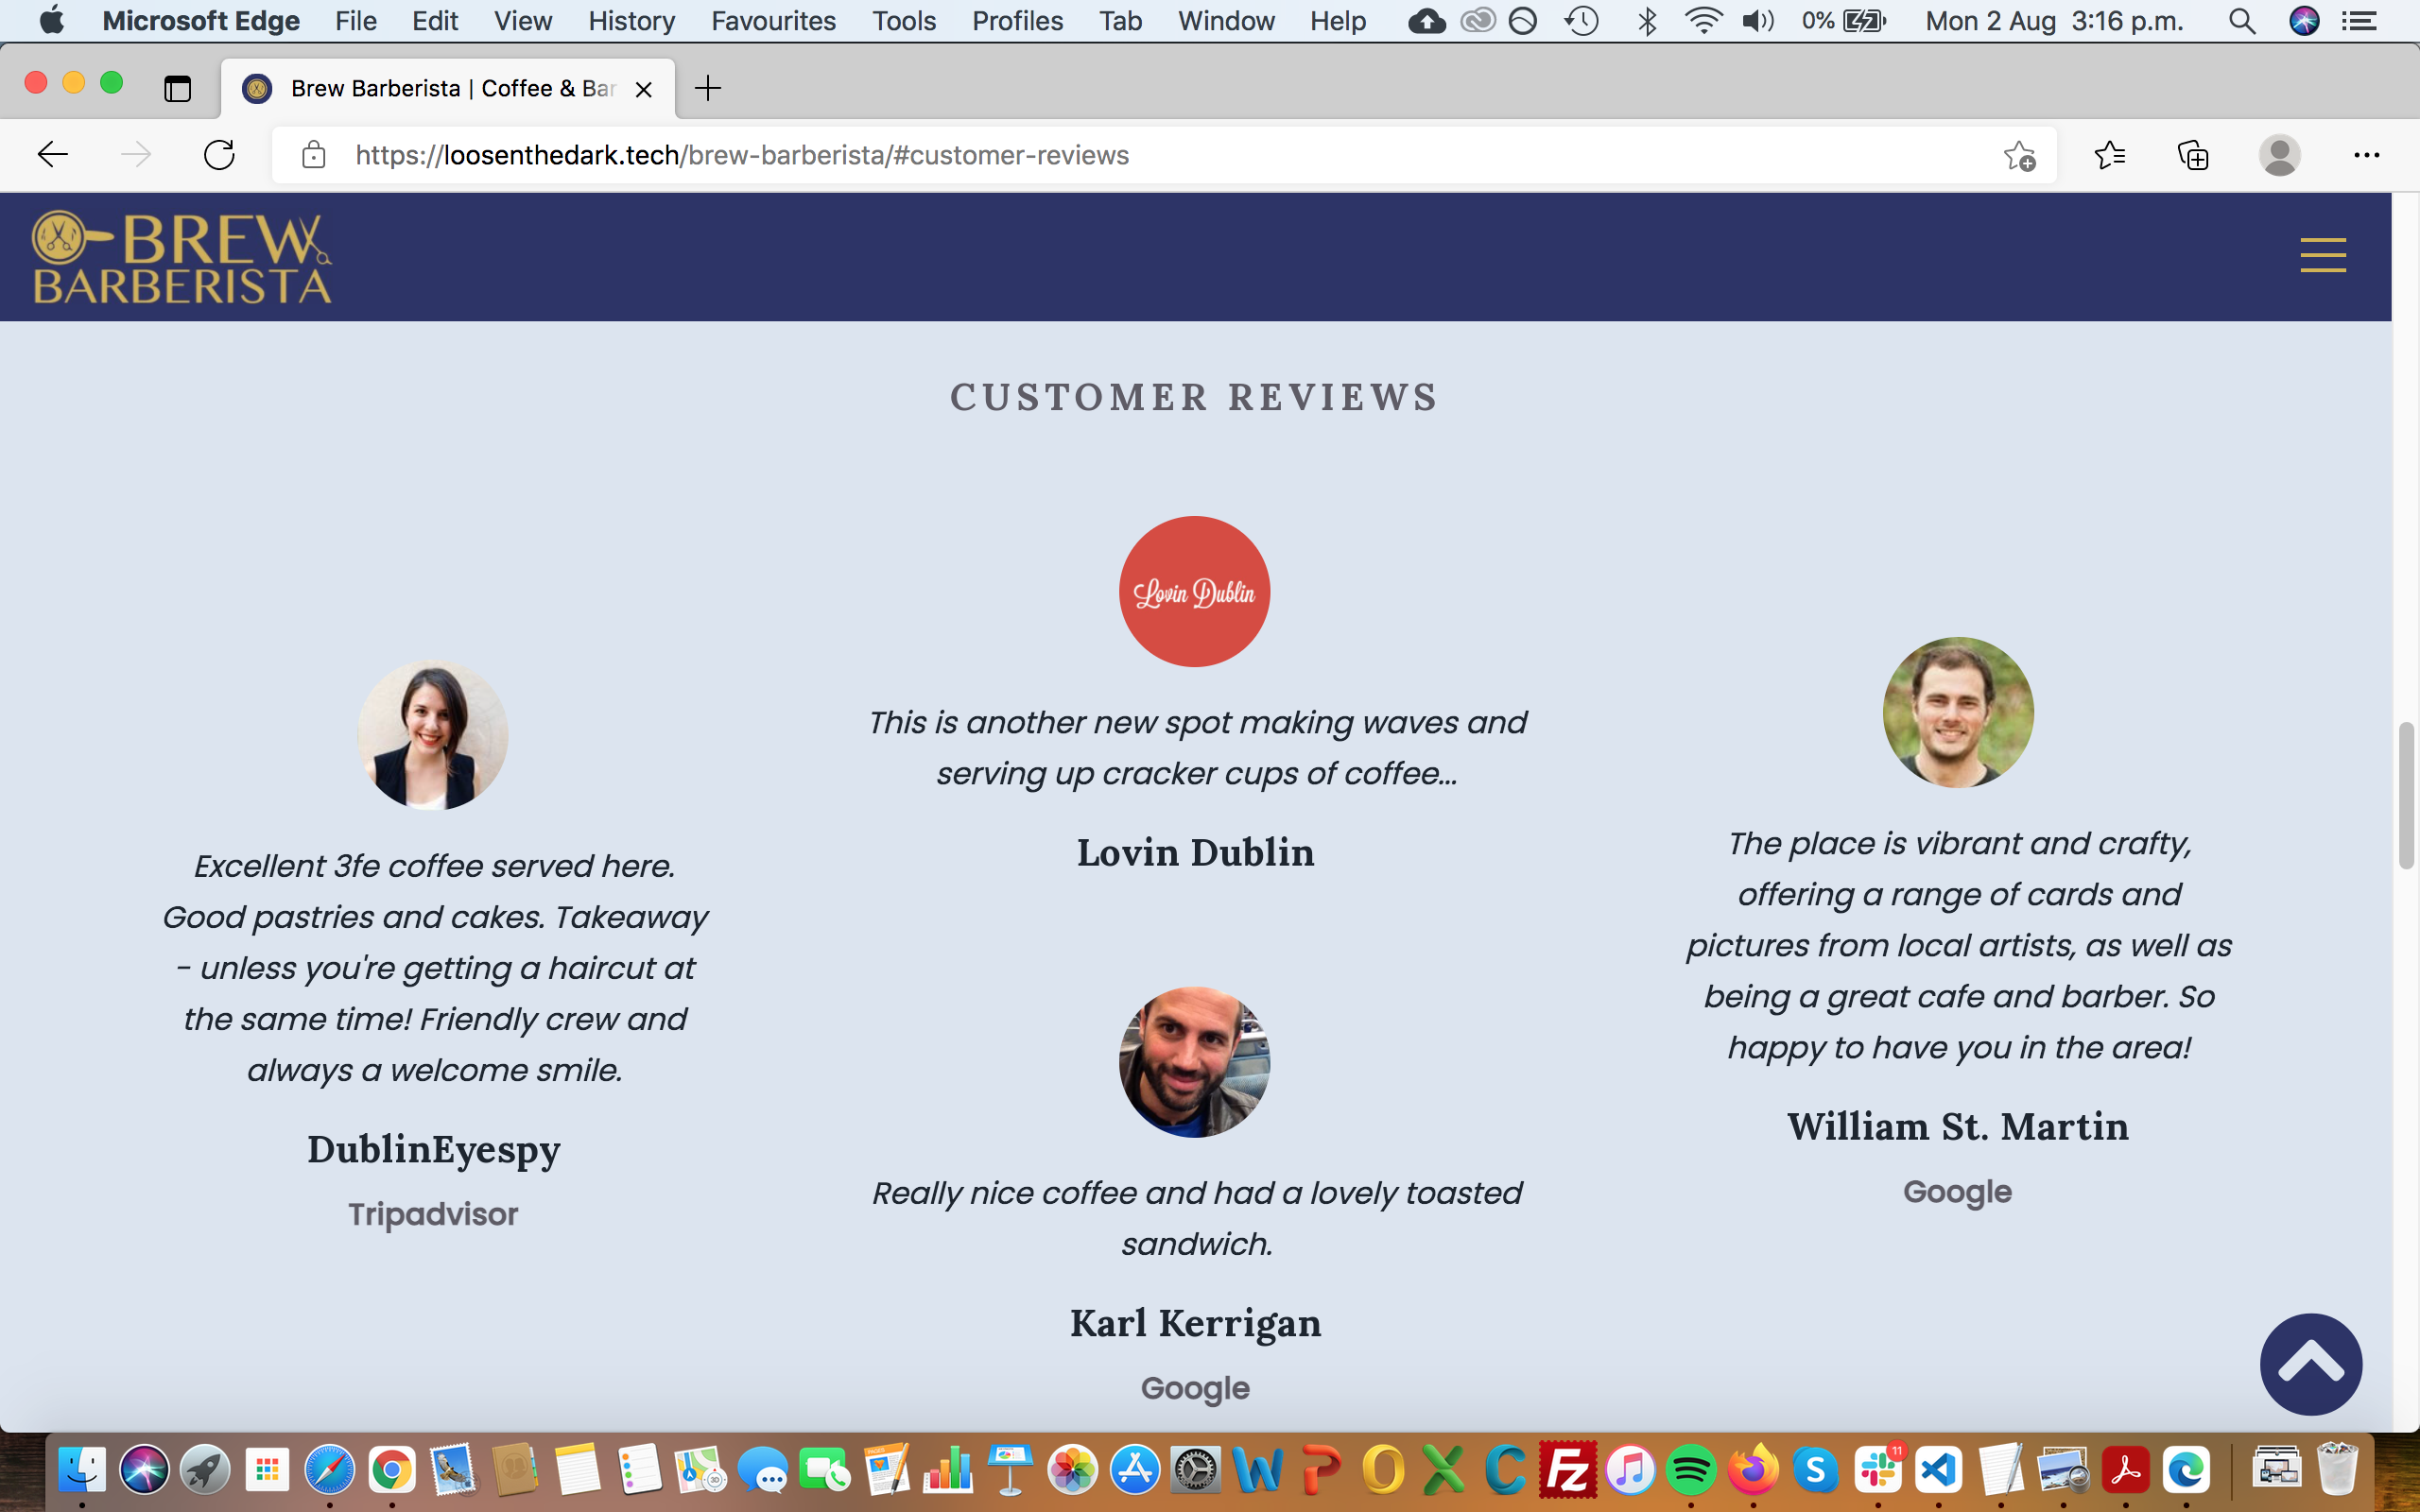 Microsoft Edge File Edit View History Favourites Tools Profiles Tab Window Help 0% Mon 2 Aug 3:16 p.m.
Brew Barberista | Coffee & Bar
https://loosenthedark.tech/brew-barberista/#customer-reviews
BREW
BARBERISTA
CUSTOMER REVIEWS
Excellent 3fe coffee served here.
Good pastries and cakes. Takeaway
- unless you're getting a haircut at
the same time! Friendly crew and
always a welcome smile.
DublinEyespy
Tripadvisor
Lovin Dublin
This is another new spot making waves and
serving up cracker cups of coffee...
Lovin Dublin
Really nice coffee and had a lovely toasted
sandwich.
Karl Kerrigan
Google
The place is vibrant and crafty,
offering a range of cards and
pictures from local artists, as well as
being a great cafe and barber. So
happy to have you in the area!
William St. Martin
Google
PAGES
W P O X C Fz S 11